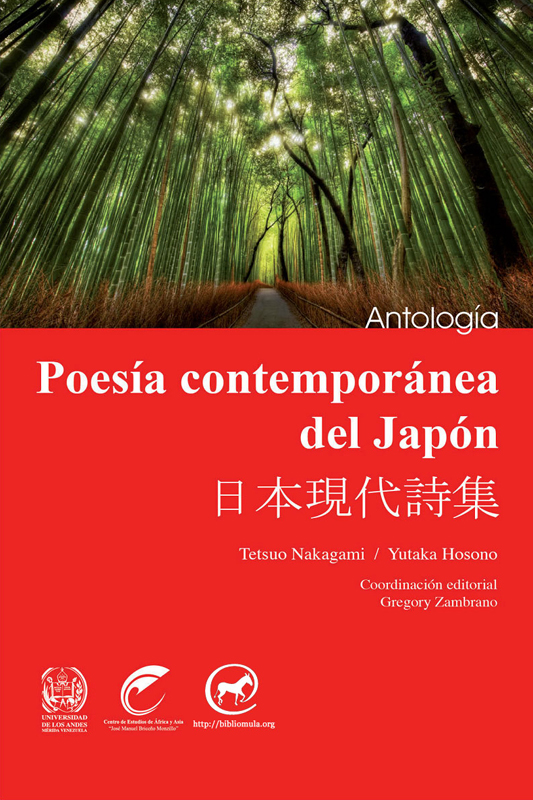 Antología
Poesía contemporánea
del Japón
日本現代詩集
Tetsuo Nakagami / Yutaka Hosono
Coordinación editorial
Gregory Zambrano
UNIVERSIDAD
DE LOS ANDES
MÉRIDA VENEZUELA
Centro de Estudios de África y Asia
"José Manuel Briceño Monzillo"
http://bibliomula.org